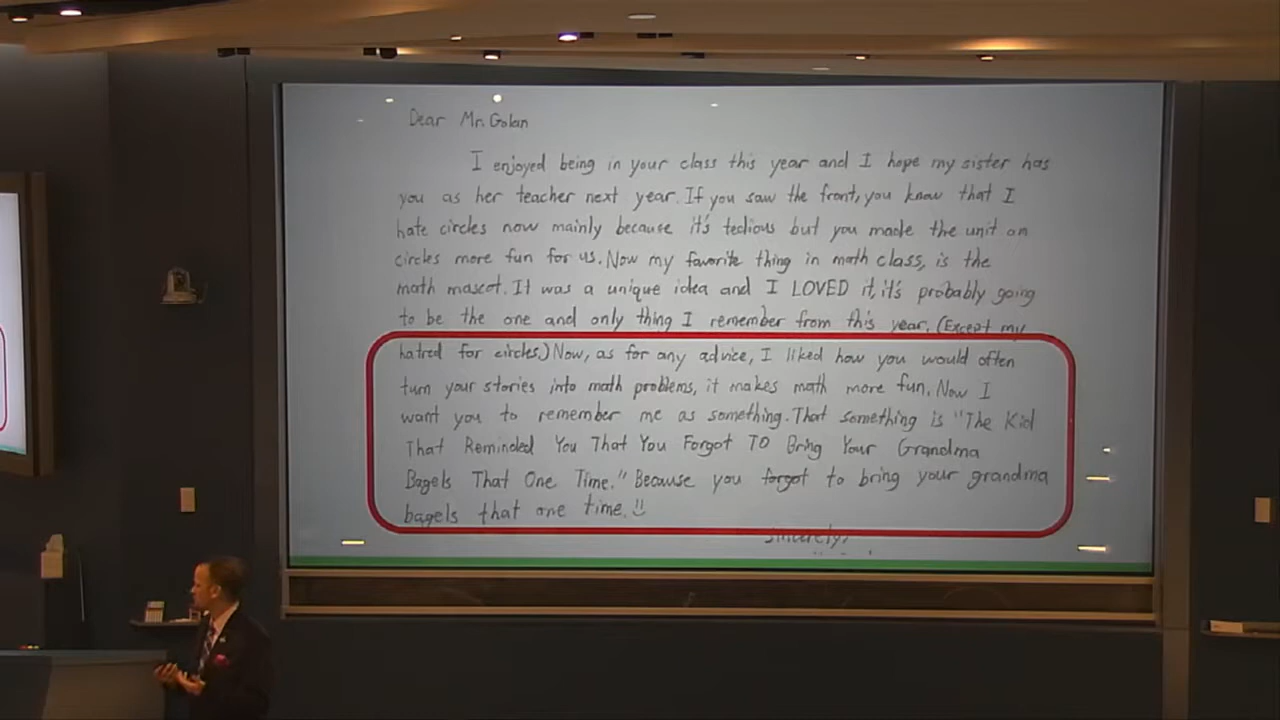 Dear Mr. Golan
I enjoyed being in your class this year and I hope my sister has
you as her teacher next year. If you saw the front, you know that I
hate circles now mainly because it's tedious but you made the unit on
circles more fun for us. Now my favorite thing in math class, is the
math mascot. It was a unique idea and I LOVED it, it's probably going
to be the one and only thing I remember from this year. (Except my
hatred for circles.) Now, as for any advice, I liked how you would often
turn your stories into math problems, it makes math more fun. Now I
want you to remember me as something. That something is "The Kid
That Reminded You That You Forgot TO Bring Your Grandma
Bagels That One Time." Because you forgot to bring your grandma
bagels that one time.
Sincerely,